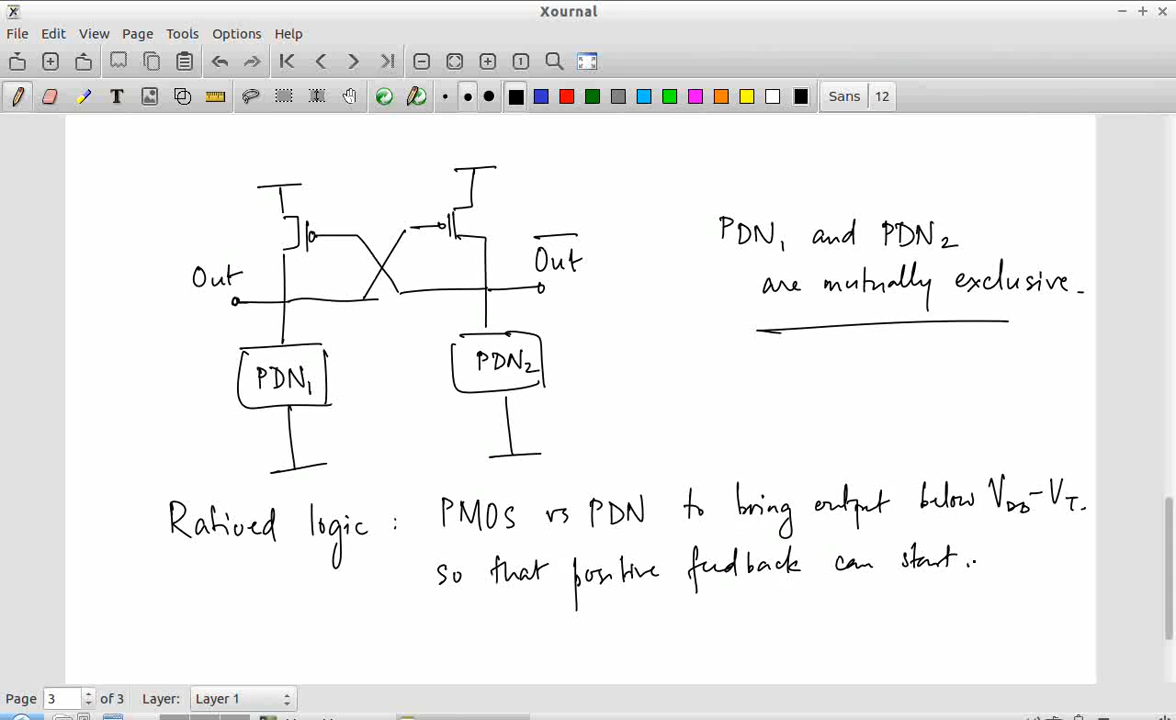 Xournal
File Edit View Page Tools Options Help
Sans 12
Out
Out
PDN1
PDN2
PDN1 and PDN2
are mutually exclusive.
Ratioed logic : PMOS vs PDN to bring output below VDD-VT.
so that positive feedback can start..
Page 3 of 3 Layer: Layer 1